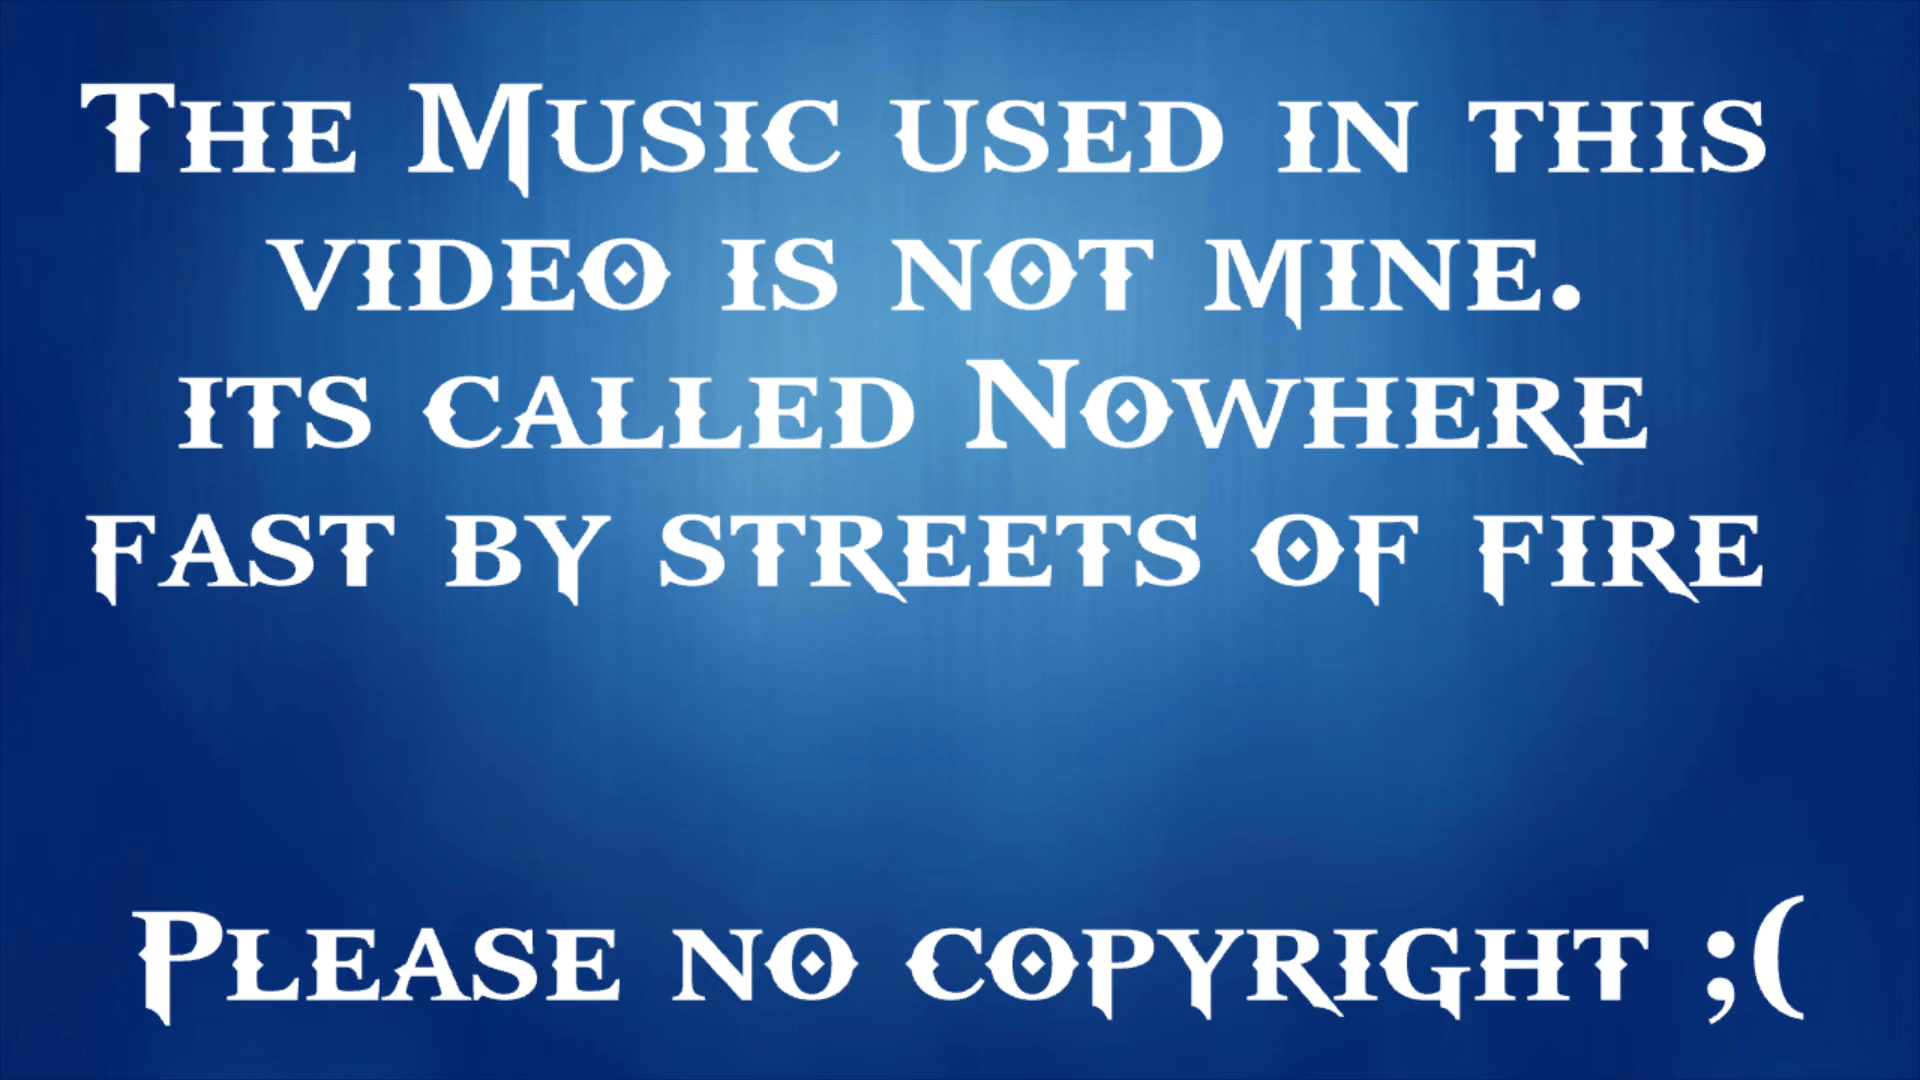 The Music used in this
video is not mine.
its called Nowhere
fast by streets of fire
Please no copyright ;(